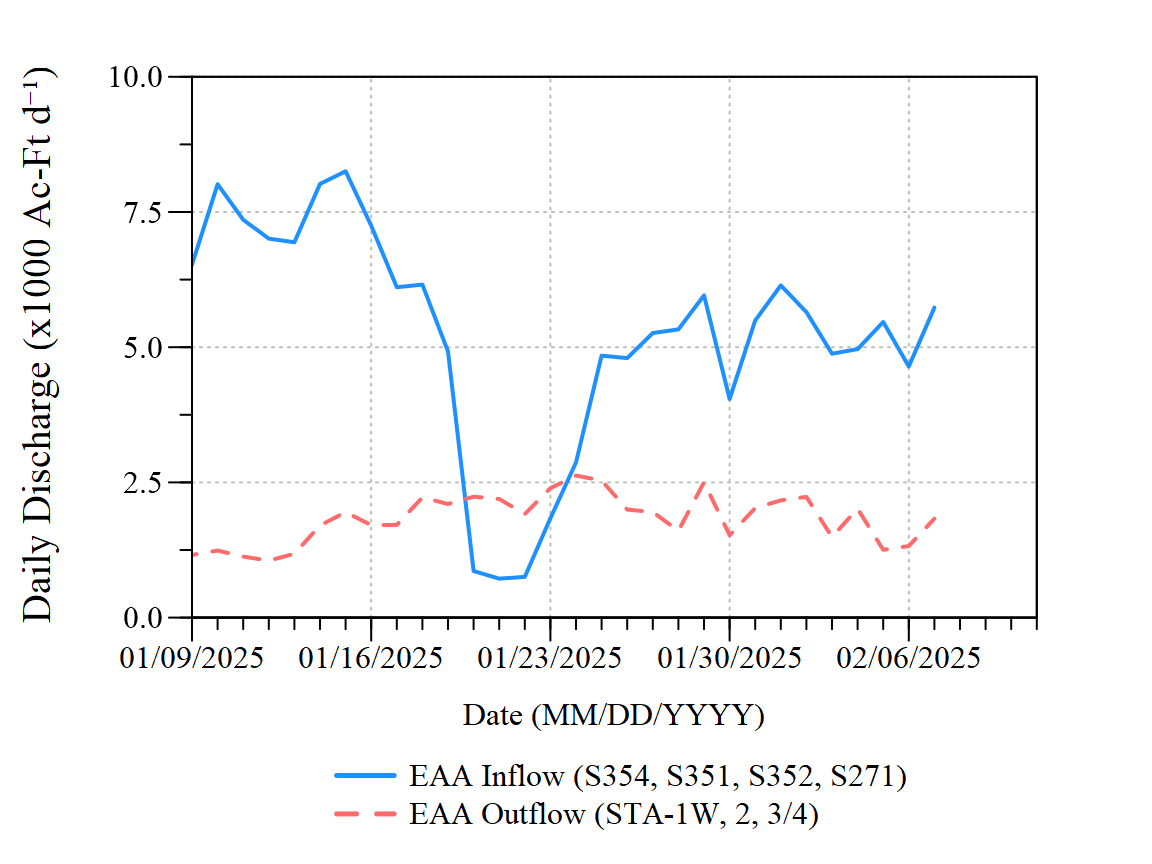 Daily Discharge (x1000 Ac-Ft d⁻¹)
10.0
7.5
5.0
2.5
0.0
01/09/2025 01/16/2025 01/23/2025 01/30/2025 02/06/2025
Date (MM/DD/YYYY)
EAA Inflow (S354, S351, S352, S271)
EAA Outflow (STA-1W, 2, 3/4)